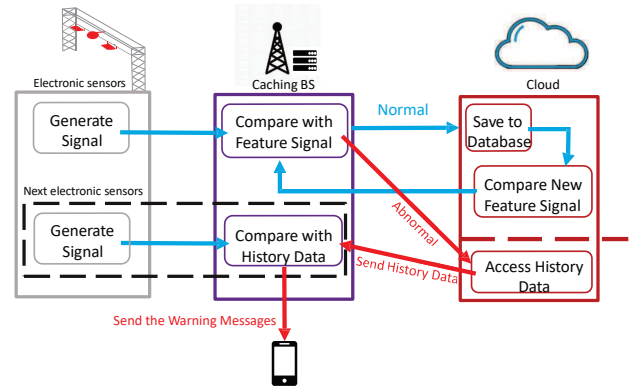 Electronic sensors
Caching BS
Cloud
Generate
Signal
Compare with
Feature Signal
Normal
Save to
Database
Compare New
Feature Signal
Next electronic sensors
Abnormal
Generate
Signal
Compare with
History Data
Send History Data
Access History
Data
Send the Warning Messages